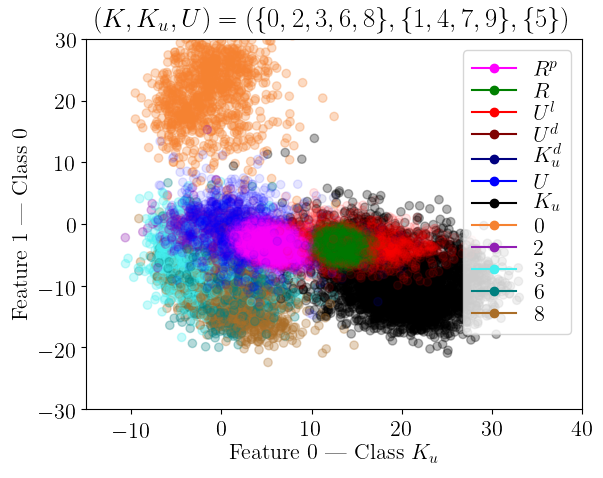 (K, K_u, U) = ({0, 2, 3, 6, 8}, {1, 4, 7, 9}, {5})
30
20
10
0
−10
−20
−30
Feature 1 — Class 0
R^p
R
U^l
U^d
K_u^d
U
K_u
0
2
3
6
8
−10
0
10
20
30
40
Feature 0 — Class K_u